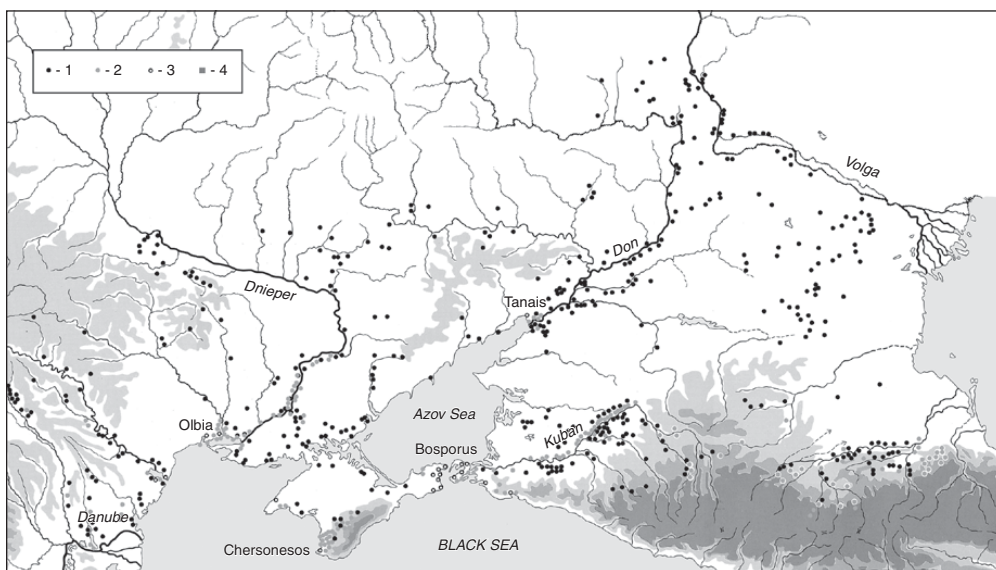 - 1 - 2 - 3 - 4
Volga
Don
Dnieper
Tanais
Azov Sea
Olbia
Kuban
Bosporus
Danube
Chersonesos
BLACK SEA